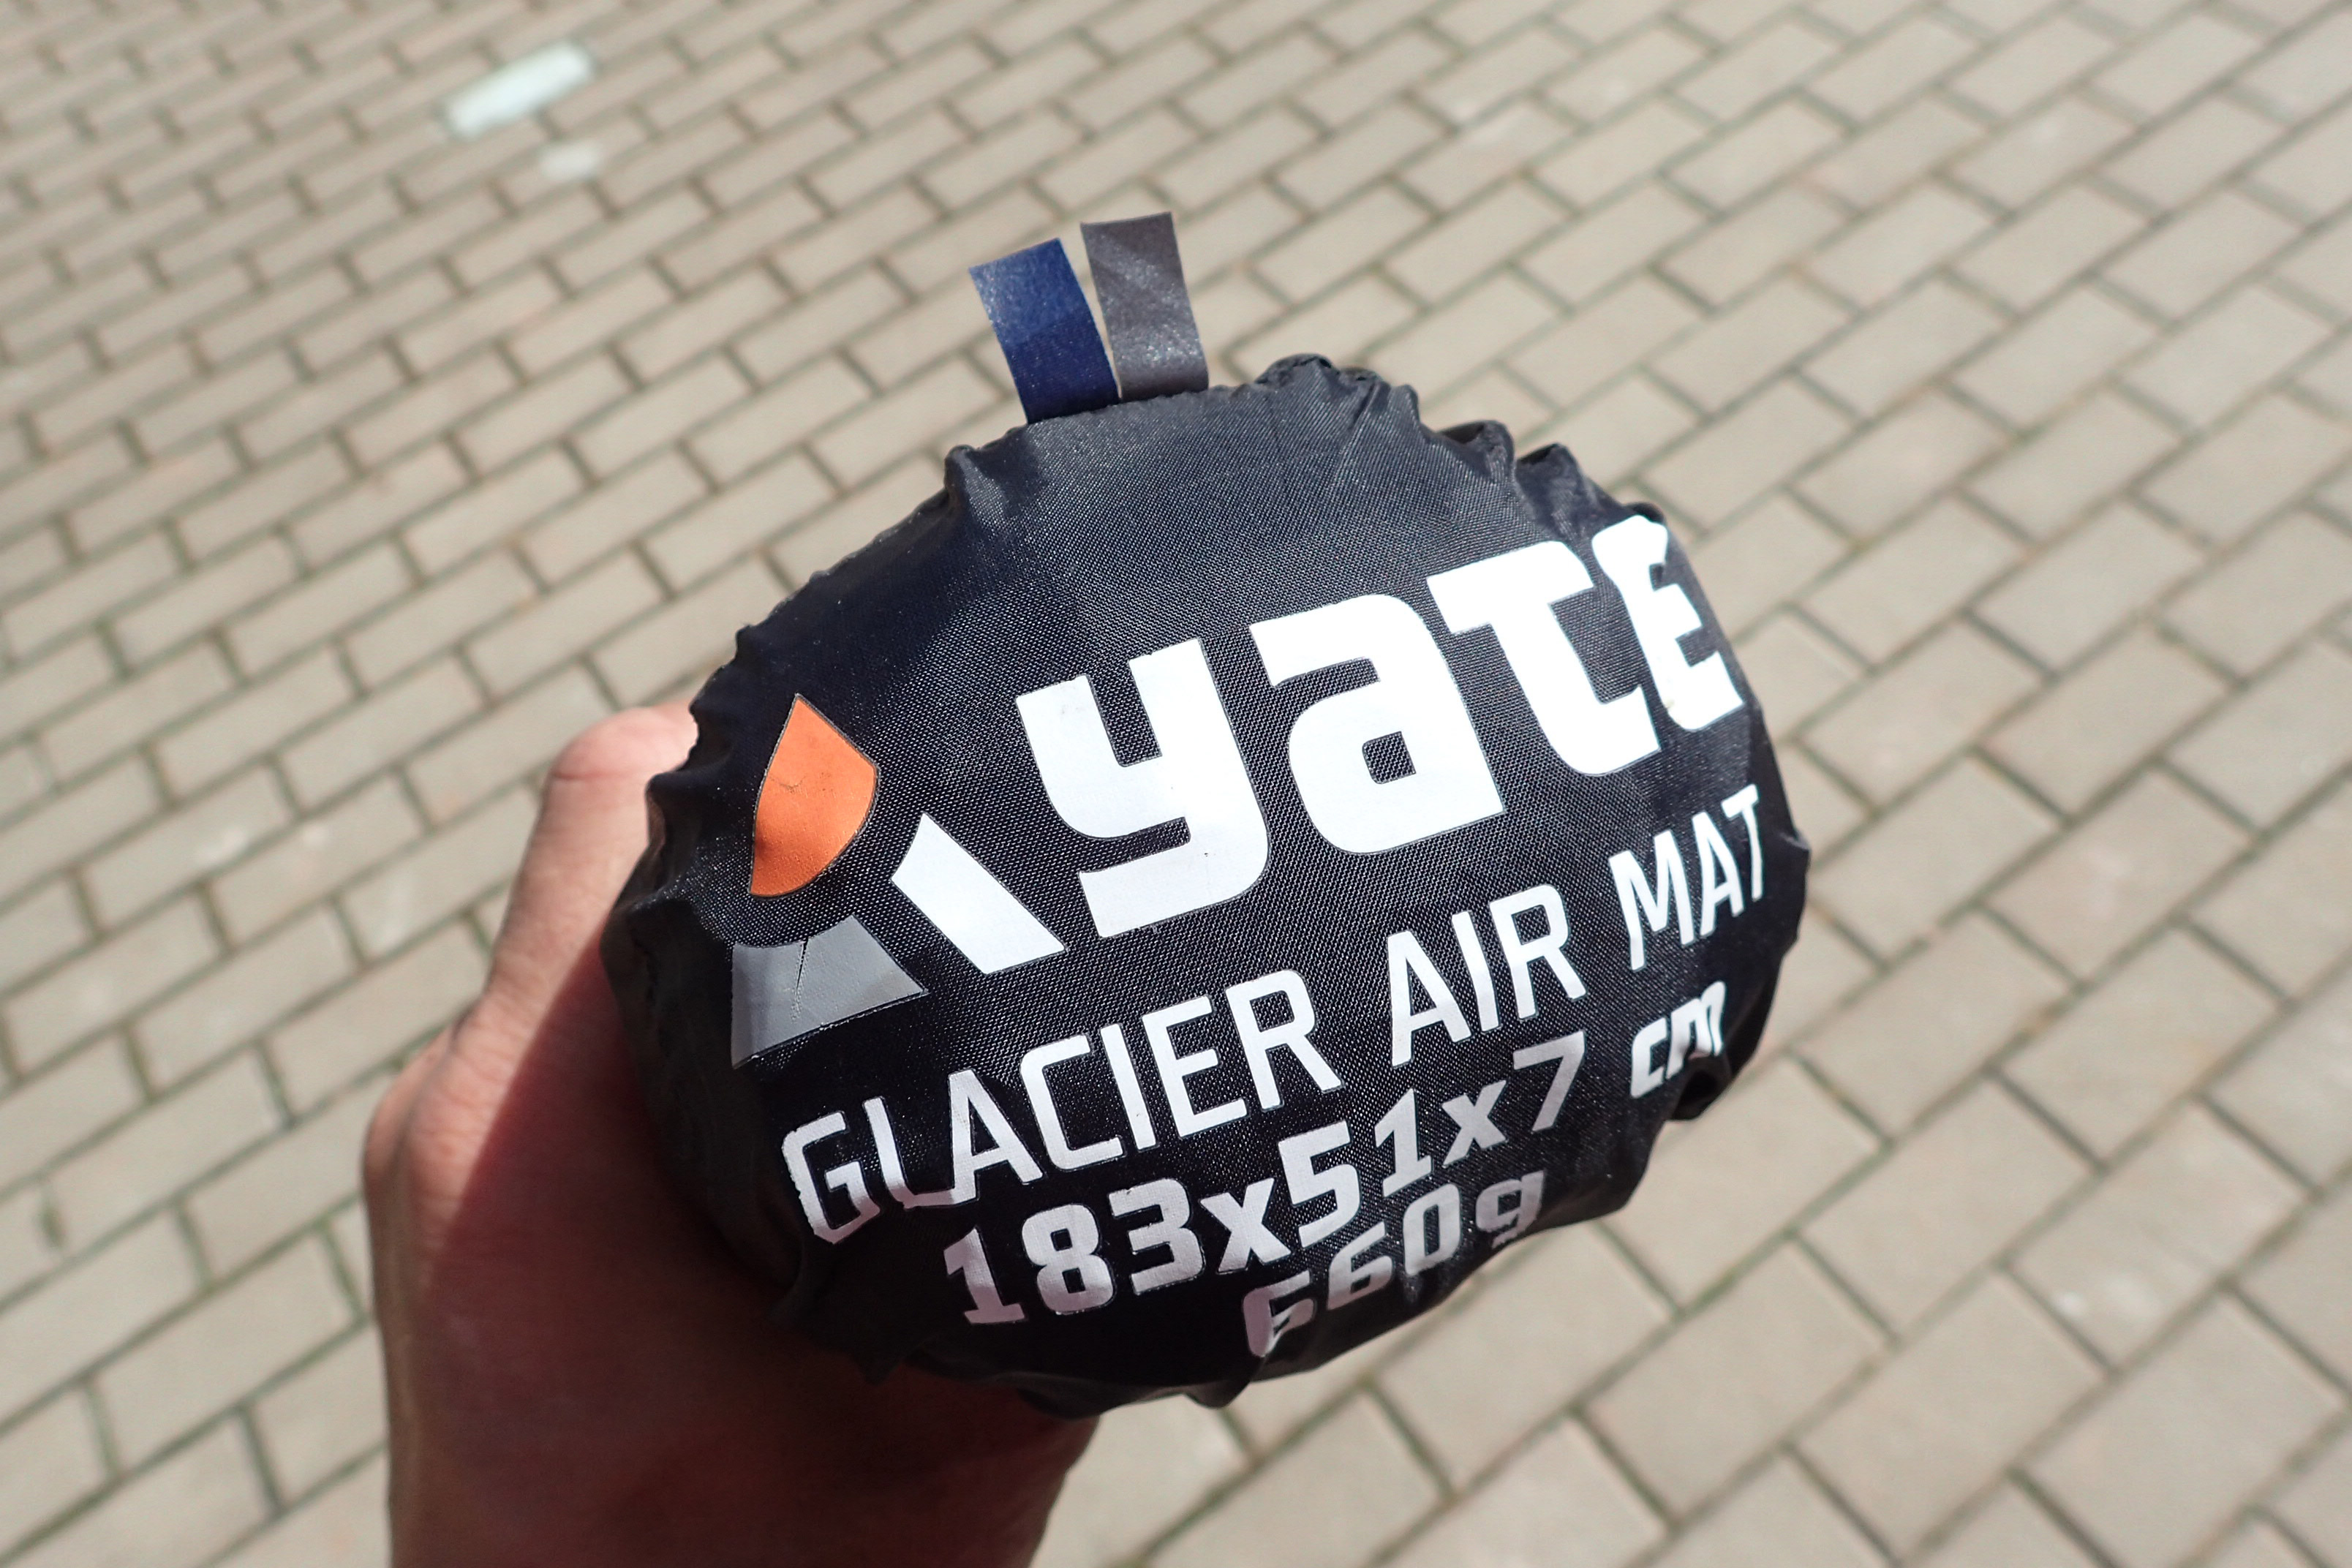 yate
GLACIER AIR MAT
183x51x7 cm
660g